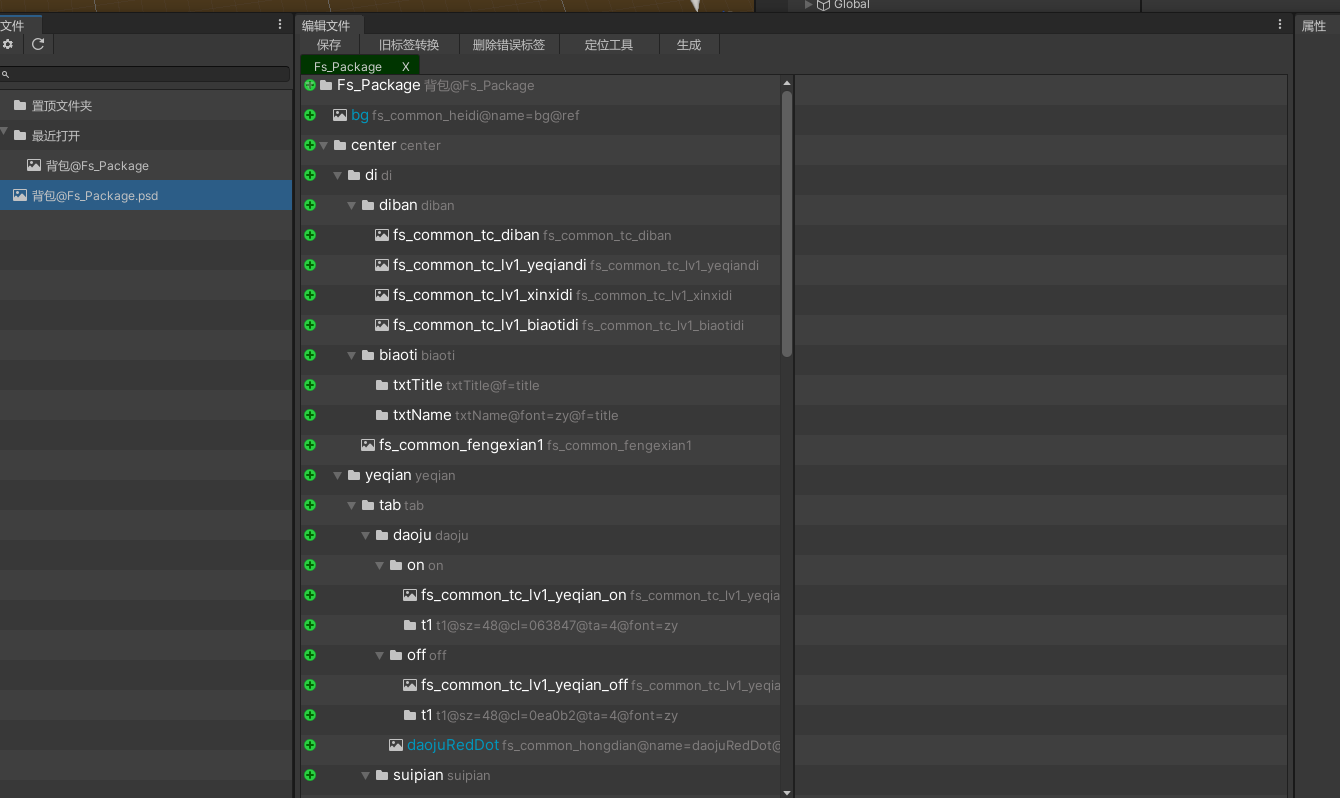 Global
文件
编辑文件
属性
保存
旧标签转换
删除错误标签
定位工具
生成
Fs_Package X
置顶文件夹
最近打开
背包@Fs_Package
背包@Fs_Package.psd
Fs_Package 背包@Fs_Package
bg fs_common_heidi@name=bg@ref
center center
di di
diban diban
fs_common_tc_diban fs_common_tc_diban
fs_common_tc_lv1_yeqiandi fs_common_tc_lv1_yeqiandi
fs_common_tc_lv1_xinxidi fs_common_tc_lv1_xinxidi
fs_common_tc_lv1_biaotidi fs_common_tc_lv1_biaotidi
biaoti biaoti
txtTitle txtTitle@f=title
txtName txtName@font=zy@f=title
fs_common_fengexian1 fs_common_fengexian1
yeqian yeqian
tab tab
daoju daoju
on on
fs_common_tc_lv1_yeqian_on fs_common_tc_lv1_yeqia
t1 t1@sz=48@cl=063847@ta=4@font=zy
off off
fs_common_tc_lv1_yeqian_off fs_common_tc_lv1_yeqia
t1 t1@sz=48@cl=0ea0b2@ta=4@font=zy
daojuRedDot fs_common_hongdian@name=daojuRedDot@
suipian suipian